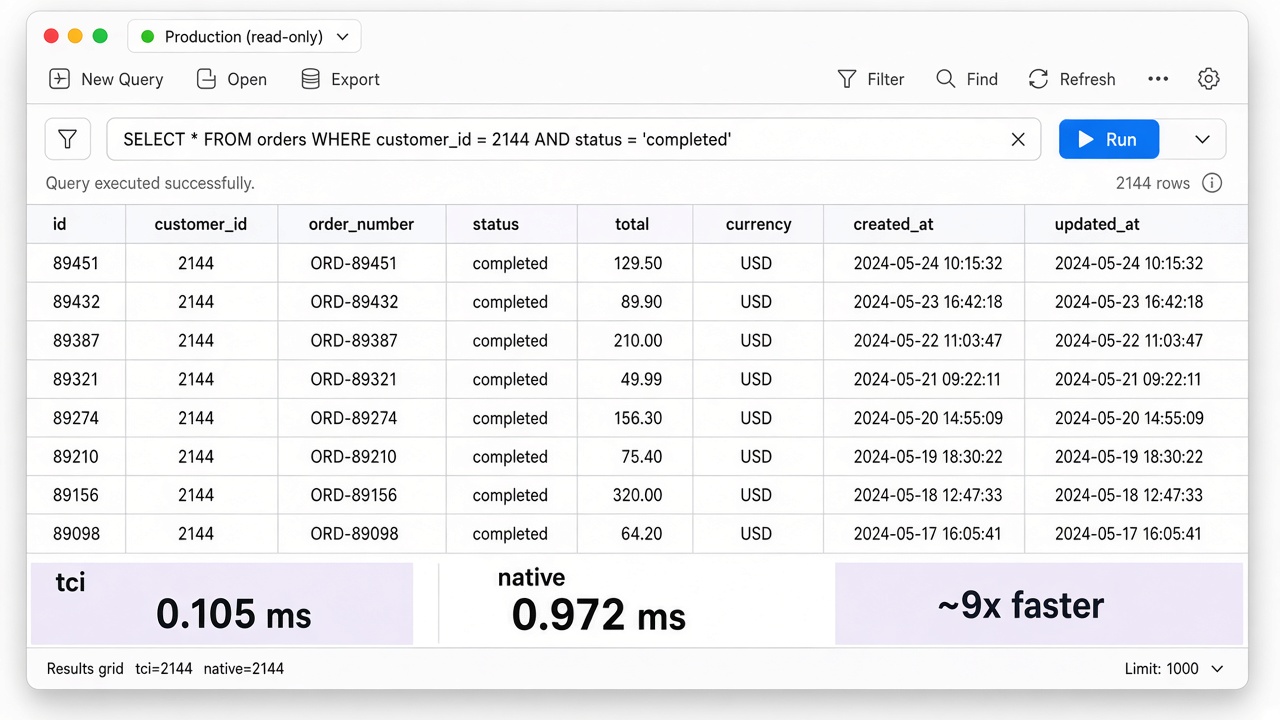 Production (read-only)
New Query Open Export Filter Find Refresh
SELECT * FROM orders WHERE customer_id = 2144 AND status = 'completed' Run
Query executed successfully. 2144 rows
id customer_id order_number status total currency created_at updated_at
89451 2144 ORD-89451 completed 129.50 USD 2024-05-24 10:15:32 2024-05-24 10:15:32
89432 2144 ORD-89432 completed 89.90 USD 2024-05-23 16:42:18 2024-05-23 16:42:18
89387 2144 ORD-89387 completed 210.00 USD 2024-05-22 11:03:47 2024-05-22 11:03:47
89321 2144 ORD-89321 completed 49.99 USD 2024-05-21 09:22:11 2024-05-21 09:22:11
89274 2144 ORD-89274 completed 156.30 USD 2024-05-20 14:55:09 2024-05-20 14:55:09
89210 2144 ORD-89210 completed 75.40 USD 2024-05-19 18:30:22 2024-05-19 18:30:22
89156 2144 ORD-89156 completed 320.00 USD 2024-05-18 12:47:33 2024-05-18 12:47:33
89098 2144 ORD-89098 completed 64.20 USD 2024-05-17 16:05:41 2024-05-17 16:05:41
tci
0.105 ms
native
0.972 ms
~9x faster
Results grid tci=2144 native=2144 Limit: 1000